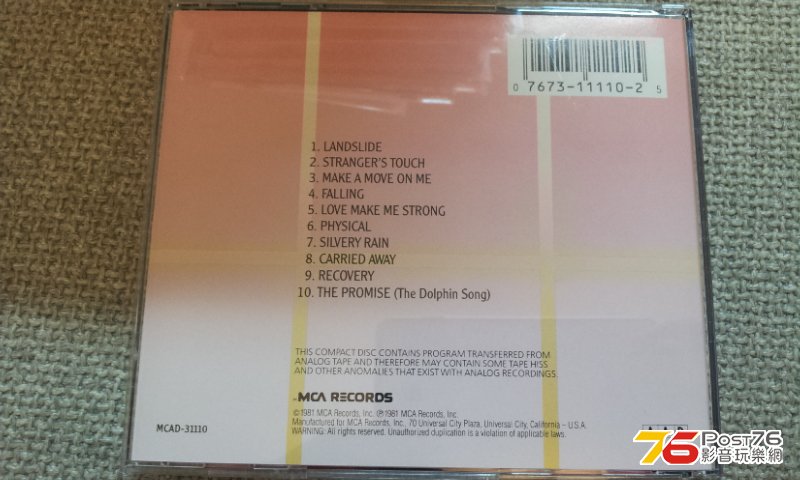 0 7673-11110-2 5
1. LANDSLIDE
2. STRANGER'S TOUCH
3. MAKE A MOVE ON ME
4. FALLING
5. LOVE MAKE ME STRONG
6. PHYSICAL
7. SILVERY RAIN
8. CARRIED AWAY
9. RECOVERY
10. THE PROMISE (The Dolphin Song)
THIS COMPACT DISC CONTAINS PROGRAM TRANSFERRED FROM
ANALOG TAPE AND THEREFORE MAY CONTAIN SOME TAPE HISS
AND OTHER ANOMALIES THAT EXIST WITH ANALOG RECORDINGS.
MCA RECORDS
©1981 MCA Records, Inc. ℗1981 MCA Records, Inc.
Manufactured for MCA Records, Inc. 70 Universal City Plaza, Universal City, California – U.S.A.
WARNING: All rights reserved. Unauthorized duplication is a violation of applicable laws.
MCAD-31110
A A D
76 Post76
影音玩樂網